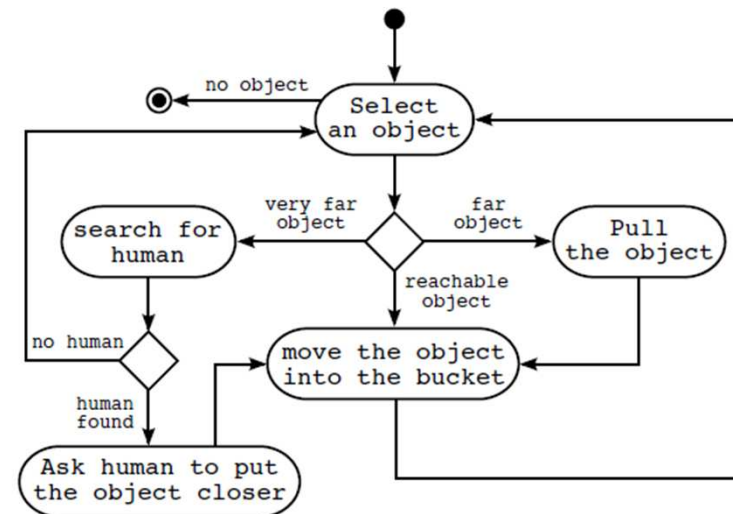 no object
Select
an object
very far
object
far
object
search for
human
Pull
the object
reachable
object
no human
move the object
into the bucket
human
found
Ask human to put
the object closer